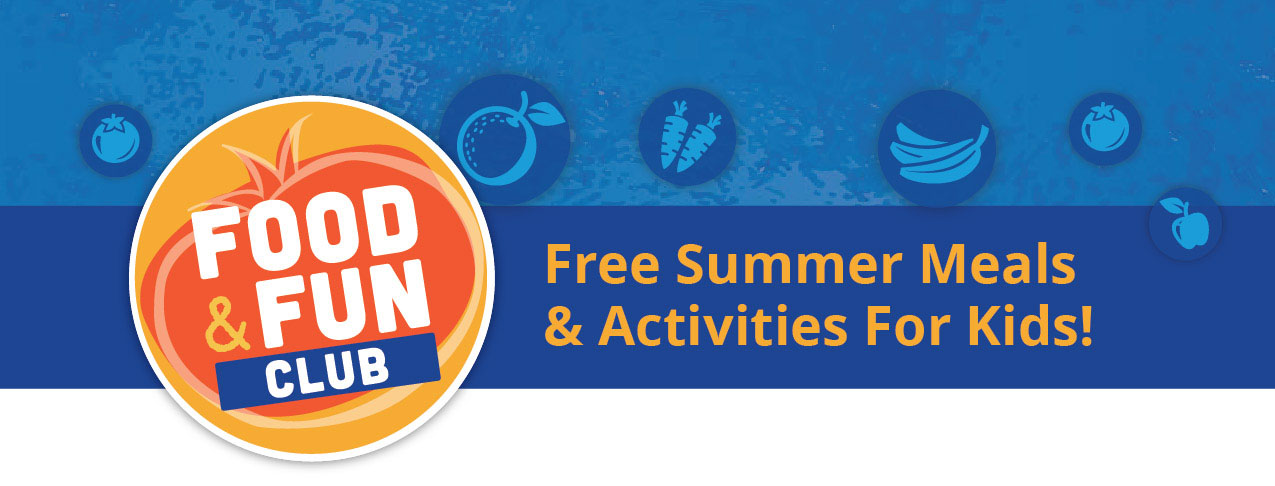 FOOD
& FUN
CLUB
Free Summer Meals
& Activities For Kids!